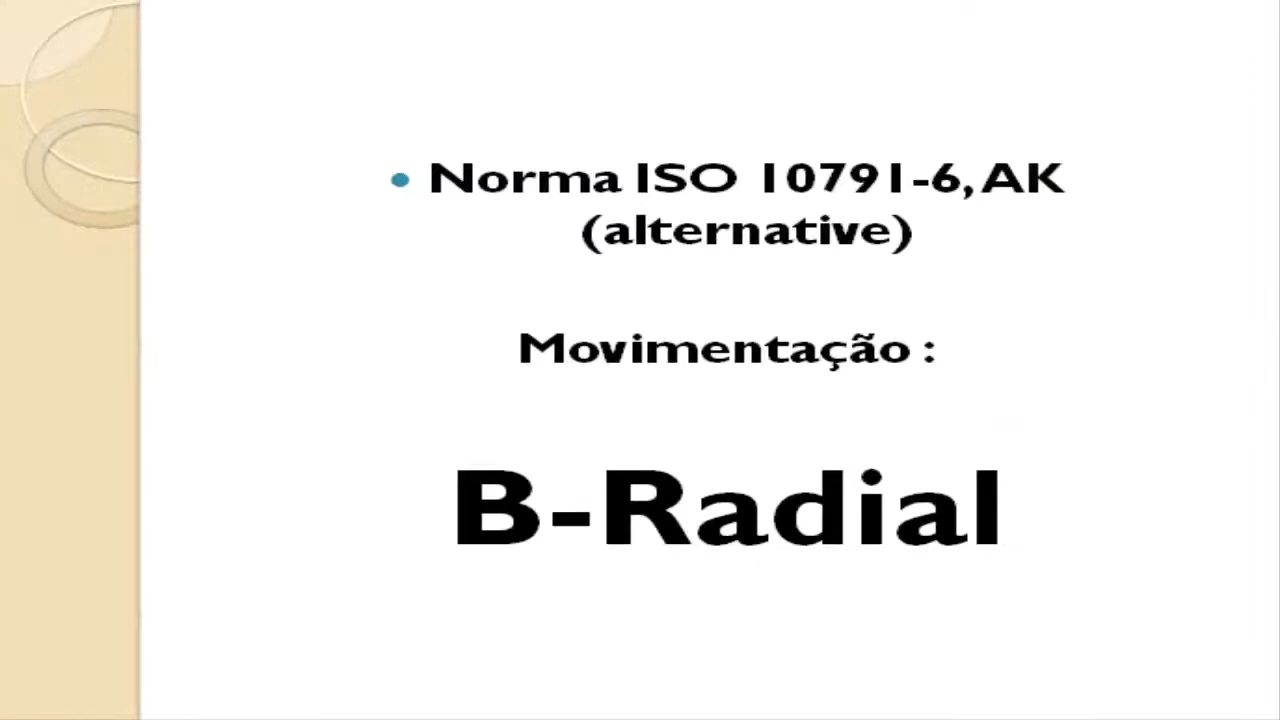 • Norma ISO 10791-6, AK
(alternative)
Movimentação :
B-Radial